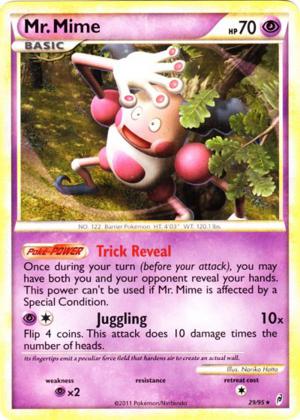 Mr. Mime HP 70
BASIC
NO. 122 Barrier Pokémon HT. 4'03" WT. 120.1 lbs.
Poké-POWER Trick Reveal
Once during your turn (before your attack), you may
have both you and your opponent reveal your hands.
This power can't be used if Mr. Mime is affected by a
Special Condition.
Juggling 10x
Flip 4 coins. This attack does 10 damage times the
number of heads.
Its fingertips emit a peculiar force field that hardens air to create an actual wall.
Illus. Noriko Hotta
weakness resistance retreat cost
×2
29/95 ★
©2011 Pokémon/Nintendo